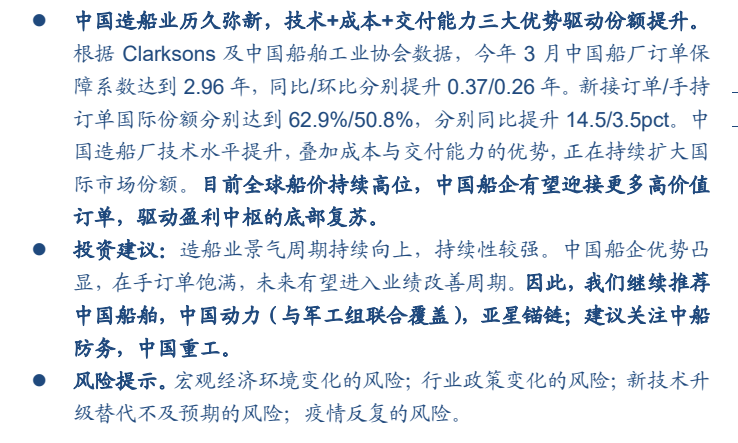 ● 中国造船业历久弥新，技术+成本+交付能力三大优势驱动份额提升。
根据 Clarksons 及中国船舶工业协会数据，今年 3 月中国船厂订单保
障系数达到 2.96 年，同比/环比分别提升 0.37/0.26 年。新接订单/手持
订单国际份额分别达到 62.9%/50.8%，分别同比提升 14.5/3.5pct。中
国造船厂技术水平提升，叠加成本与交付能力的优势，正在持续扩大国
际市场份额。目前全球船价持续高位，中国船企有望迎接更多高价值
订单，驱动盈利中枢的底部复苏。
● 投资建议：造船业景气周期持续向上，持续性较强。中国船企优势凸
显，在手订单饱满，未来有望进入业绩改善周期。因此，我们继续推荐
中国船舶，中国动力（与军工组联合覆盖），亚星锚链；建议关注中船
防务，中国重工。
● 风险提示。宏观经济环境变化的风险；行业政策变化的风险；新技术升
级替代不及预期的风险；疫情反复的风险。